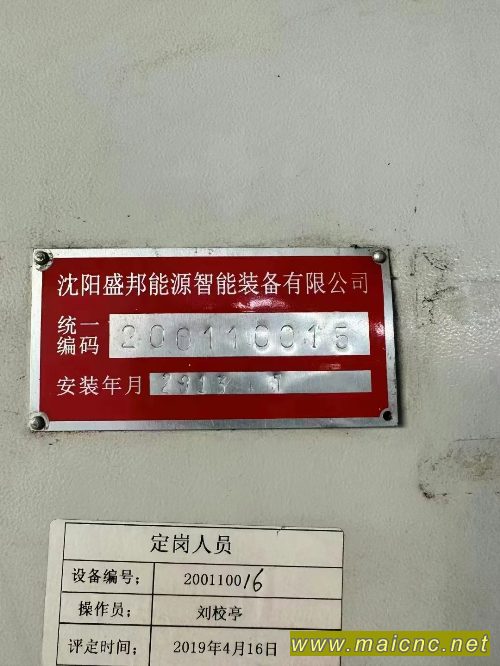 沈阳盛邦能源智能装备有限公司
统一编码 200110015
安装年月
定岗人员
设备编号: 200110016
操作员: 刘校亭
评定时间: 2019年4月16日
www.maicnc.net